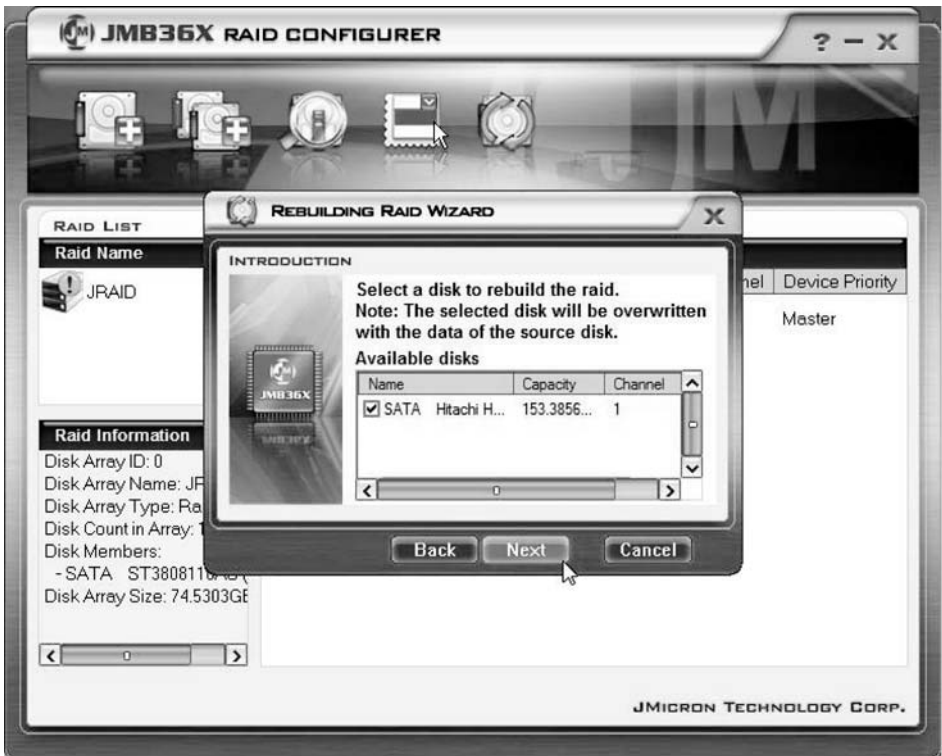 JMB36X RAID CONFIGURER
? – X
JM
RAID LIST
Raid Name
JRAID
nel Device Priority
Master
REBUILDING RAID WIZARD
X
INTRODUCTION
JMB36X
Select a disk to rebuild the raid.
Note: The selected disk will be overwritten
with the data of the source disk.
Available disks
Name Capacity Channel
SATA Hitachi H... 153.3856... 1
Back Next Cancel
Raid Information
Disk Array ID: 0
Disk Array Name: JR
Disk Array Type: Ra
Disk Count in Array: 1
Disk Members:
- SATA ST3808110AS (
Disk Array Size: 74.5303GB
JMICRON TECHNOLOGY CORP.